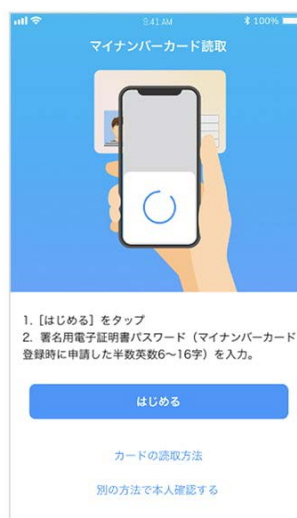 9:41 AM
100%
マイナンバーカード読取
1. [はじめる] をタップ
2. 署名用電子証明書パスワード（マイナンバーカード
登録時に申請した半数英数6〜16字）を入力。
はじめる
カードの読取方法
別の方法で本人確認する